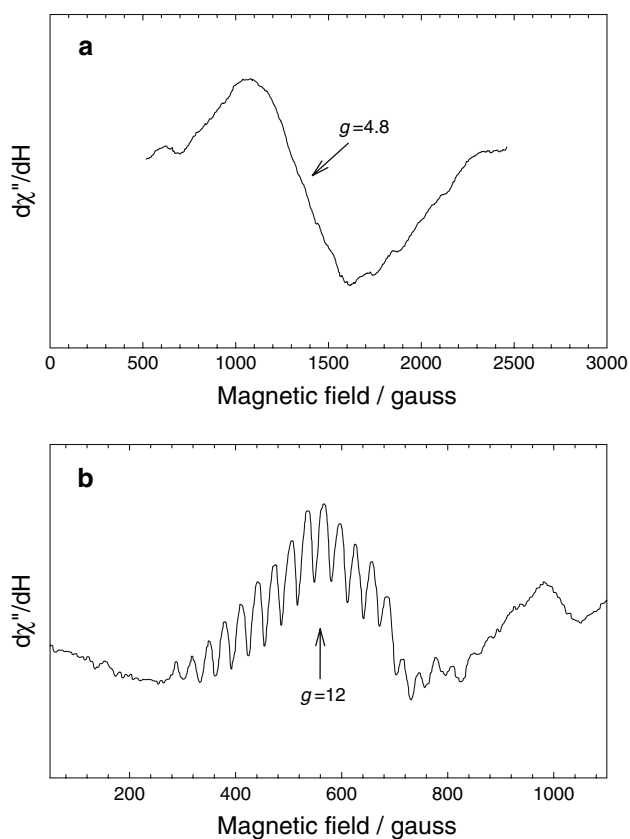 a
g=4.8
dχ"/dH
0 500 1000 1500 2000 2500 3000
Magnetic field / gauss
b
g=12
dχ"/dH
200 400 600 800 1000
Magnetic field / gauss